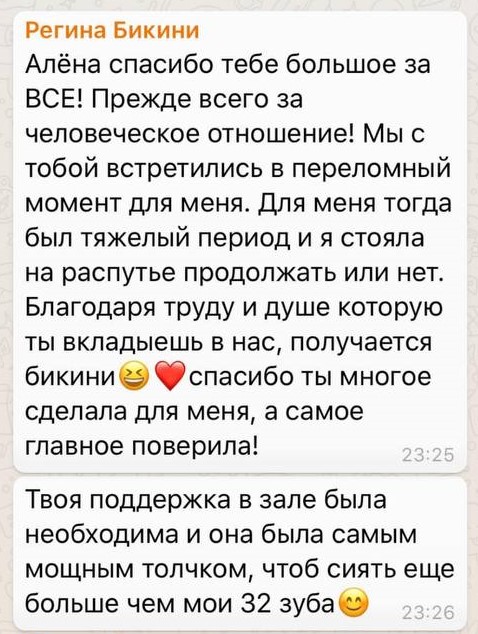 Регина Бикини
Алёна спасибо тебе большое за
ВСЕ! Прежде всего за
человеческое отношение! Мы с
тобой встретились в переломный
момент для меня. Для меня тогда
был тяжелый период и я стояла
на распутье продолжать или нет.
Благодаря труду и душе которую
ты вкладыешь в нас, получается
бикини😆 ❤️спасибо ты многое
сделала для меня, а самое
главное поверила!
23:25
Твоя поддержка в зале была
необходима и она была самым
мощным толчком, чтоб сиять еще
больше чем мои 32 зуба😊
23:26